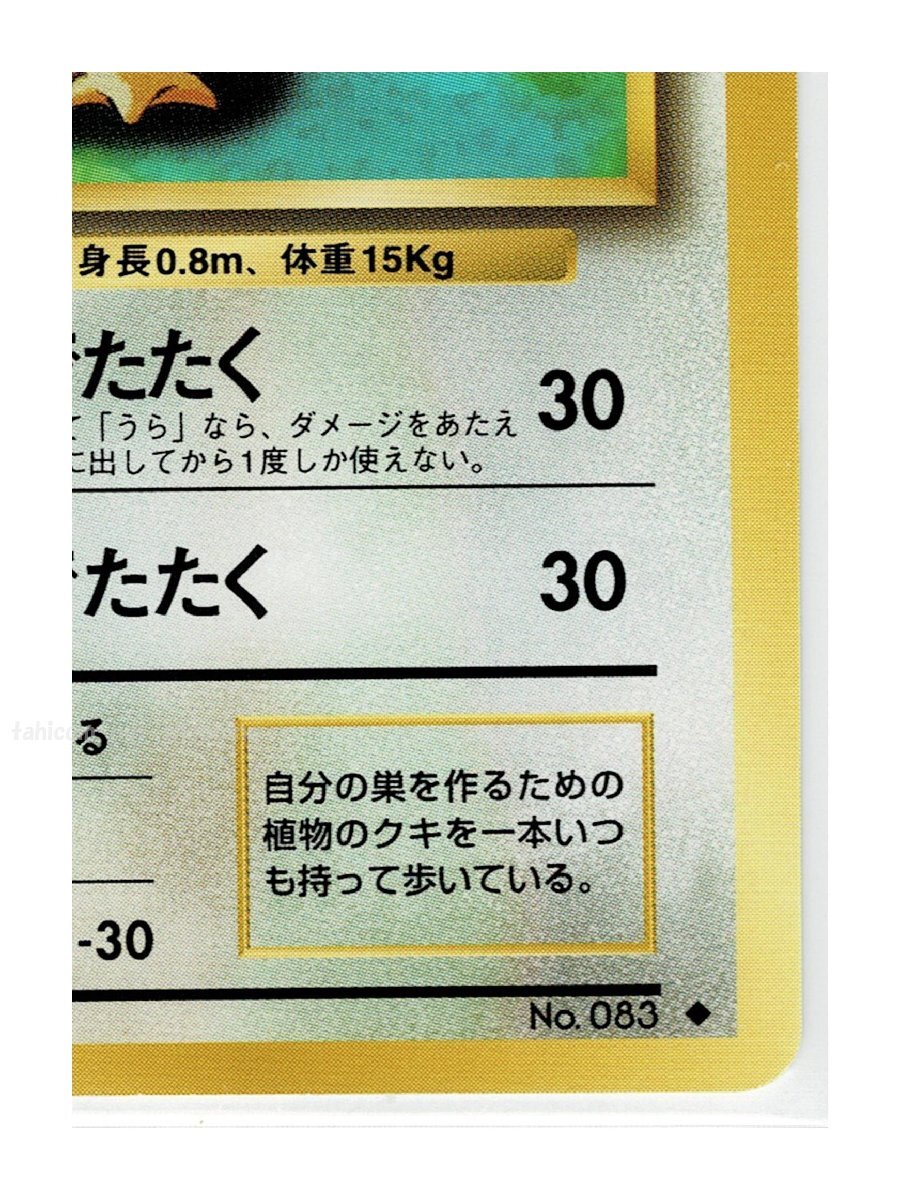 身長0.8m、体重15Kg
たたく
30
「うら」なら、ダメージをあたえ
に出してから1度しか使えない。
たたく
30
る
自分の巣を作るための
植物のクキを一本いつ
も持って歩いている。
-30
No. 083 ◆